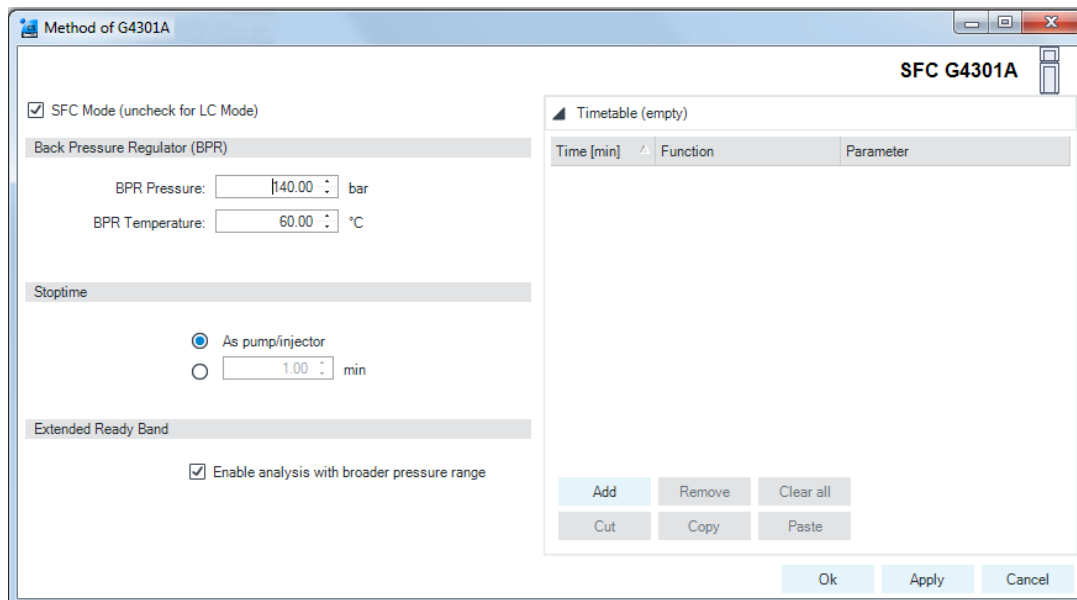 Method of G4301A
SFC G4301A
SFC Mode (uncheck for LC Mode)
Back Pressure Regulator (BPR)
BPR Pressure: 140.00 bar
BPR Temperature: 60.00 °C
Stoptime
As pump/injector
1.00 min
Extended Ready Band
Enable analysis with broader pressure range
Timetable (empty)
Time [min] Function Parameter
Add Remove Clear all
Cut Copy Paste
Ok Apply Cancel